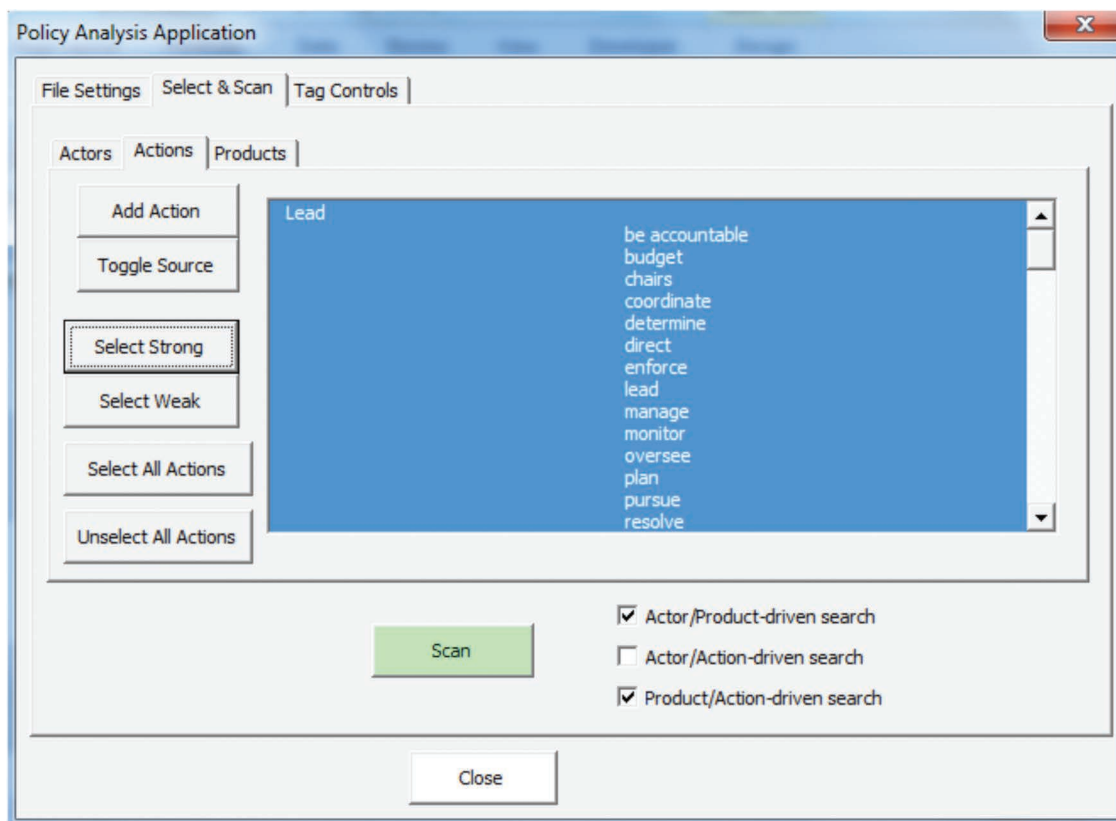 Policy Analysis Application
X
File Settings Select & Scan Tag Controls
Actors Actions Products
Add Action
Toggle Source
Select Strong
Select Weak
Select All Actions
Unselect All Actions
Lead
be accountable
budget
chairs
coordinate
determine
direct
enforce
lead
manage
monitor
oversee
plan
pursue
resolve
Scan
Actor/Product-driven search
Actor/Action-driven search
Product/Action-driven search
Close